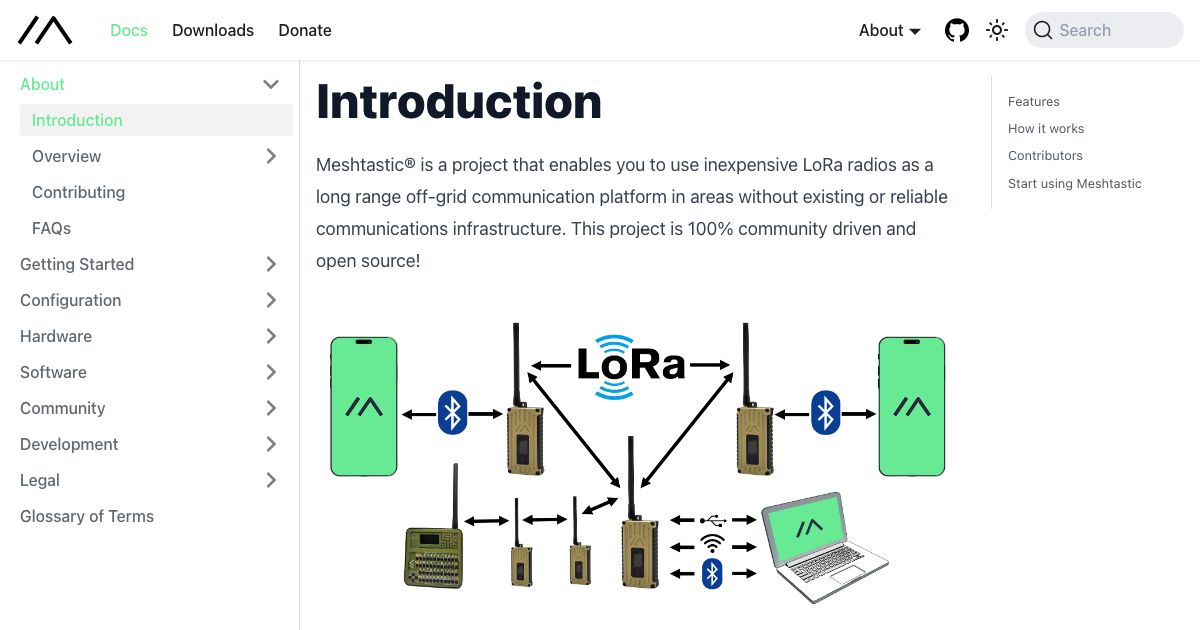 Docs
Downloads
Donate
About
Search
About
Introduction
Overview
Contributing
FAQs
Getting Started
Configuration
Hardware
Software
Community
Development
Legal
Glossary of Terms
Introduction
Meshtastic® is a project that enables you to use inexpensive LoRa radios as a
long range off-grid communication platform in areas without existing or reliable
communications infrastructure. This project is 100% community driven and
open source!
LoRa
Features
How it works
Contributors
Start using Meshtastic